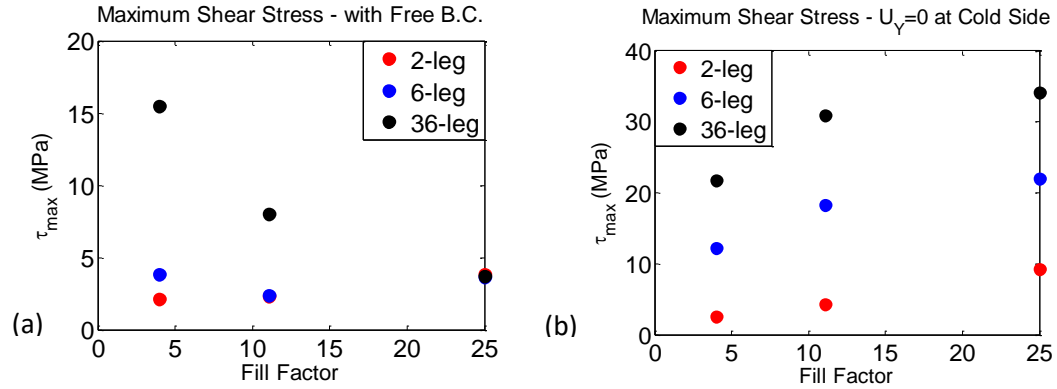 Maximum Shear Stress - with Free B.C.
20
15
10
5
0
τmax (MPa)
2-leg
6-leg
36-leg
0 5 10 15 20 25
Fill Factor
(a)
Maximum Shear Stress - UY=0 at Cold Side
40
30
20
10
0
τmax (MPa)
2-leg
6-leg
36-leg
0 5 10 15 20 25
Fill Factor
(b)